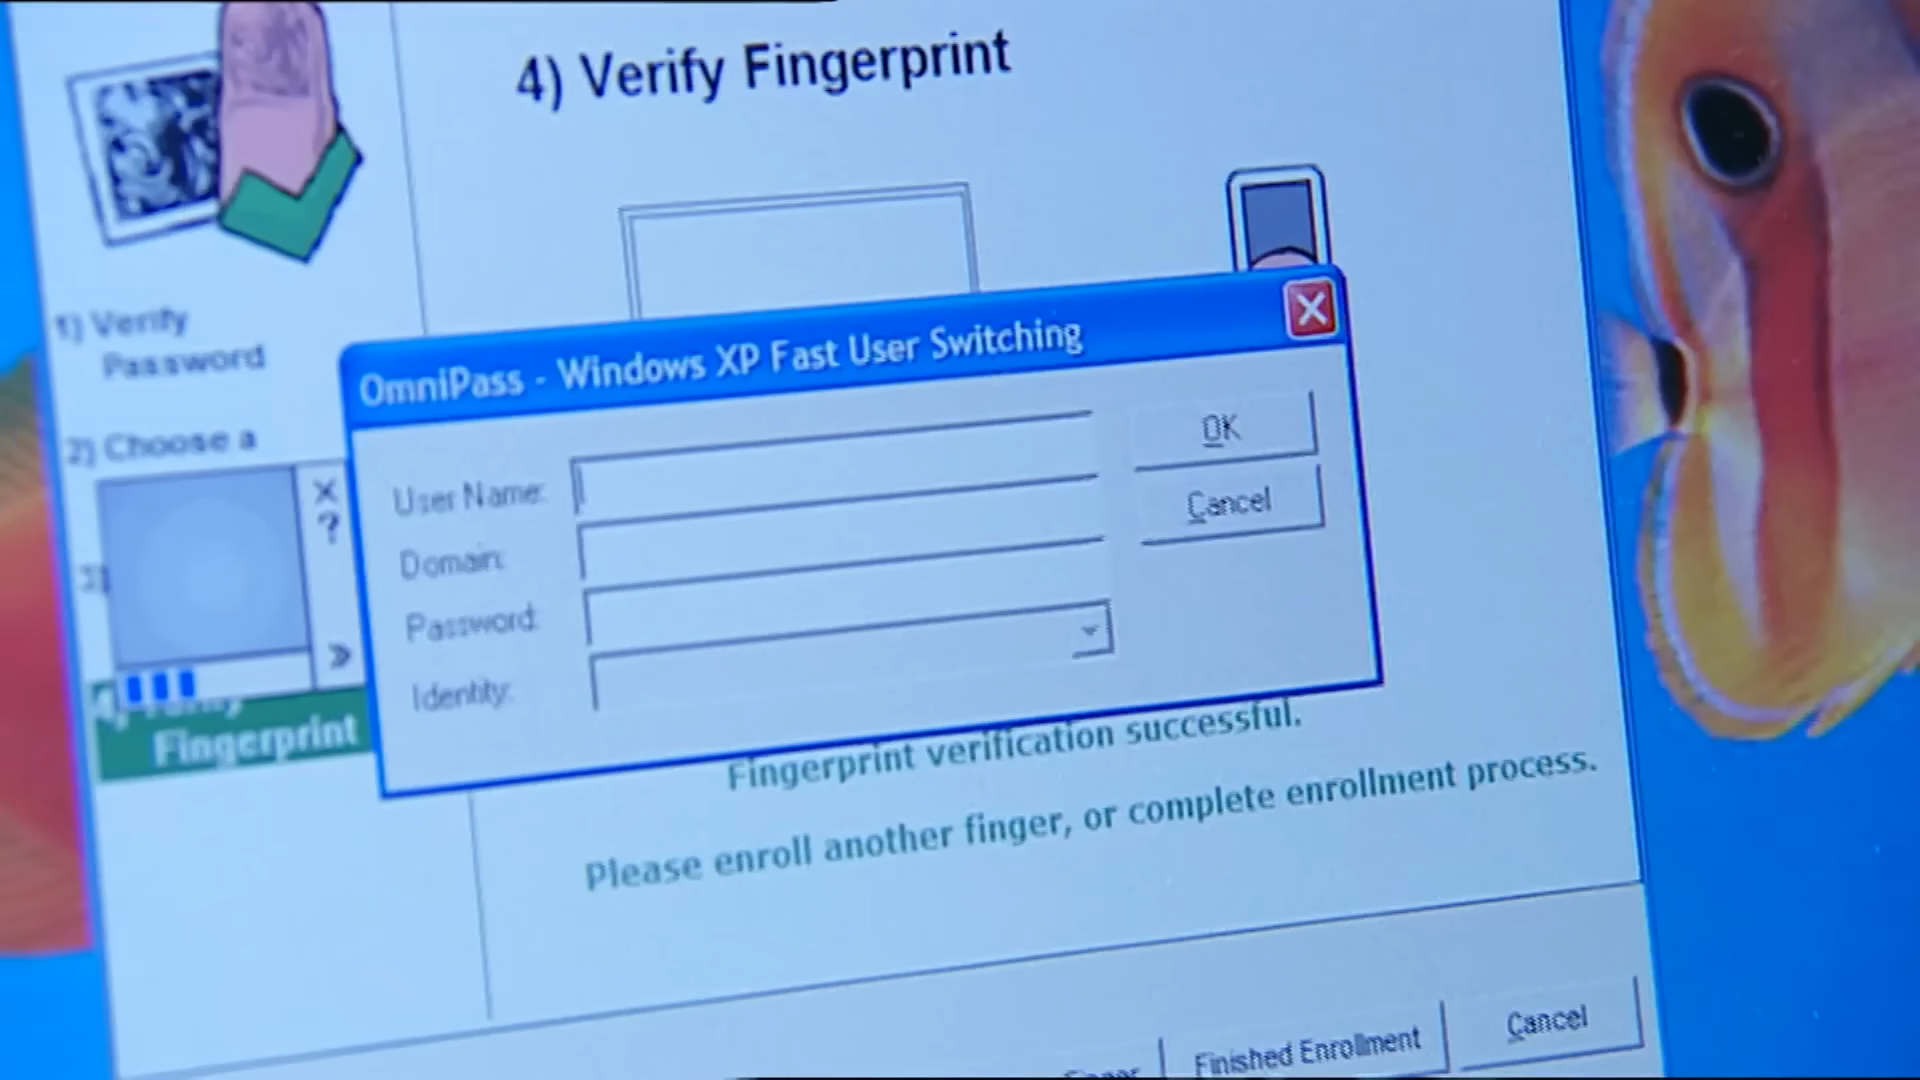 4) Verify Fingerprint
1) Verify
Password
2) Choose a
3)
Fingerprint
OmniPass - Windows XP Fast User Switching
User Name:
Domain:
Password:
Identity:
OK
Cancel
Fingerprint verification successful.
Please enroll another finger, or complete enrollment process.
Finished Enrollment
Cancel